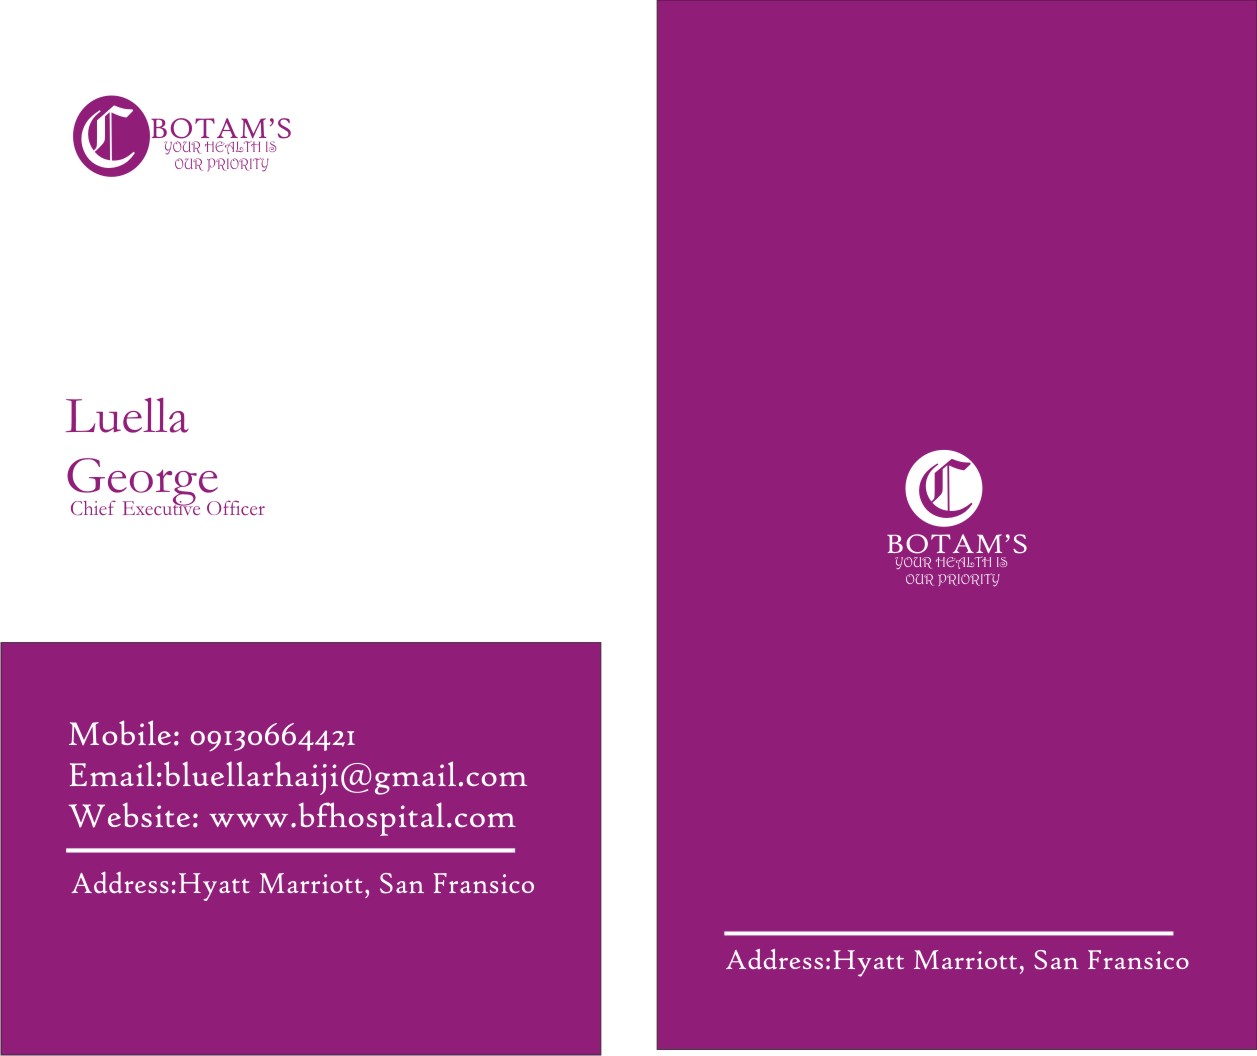 C
BOTAM'S
YOUR HEALTH IS
OUR PRIORITY
Luella
George
Chief Executive Officer
Mobile: 09130664421
Email:bluellarhaiji@gmail.com
Website: www.bfhospital.com
Address:Hyatt Marriott, San Fransico
C
BOTAM'S
YOUR HEALTH IS
OUR PRIORITY
Address:Hyatt Marriott, San Fransico